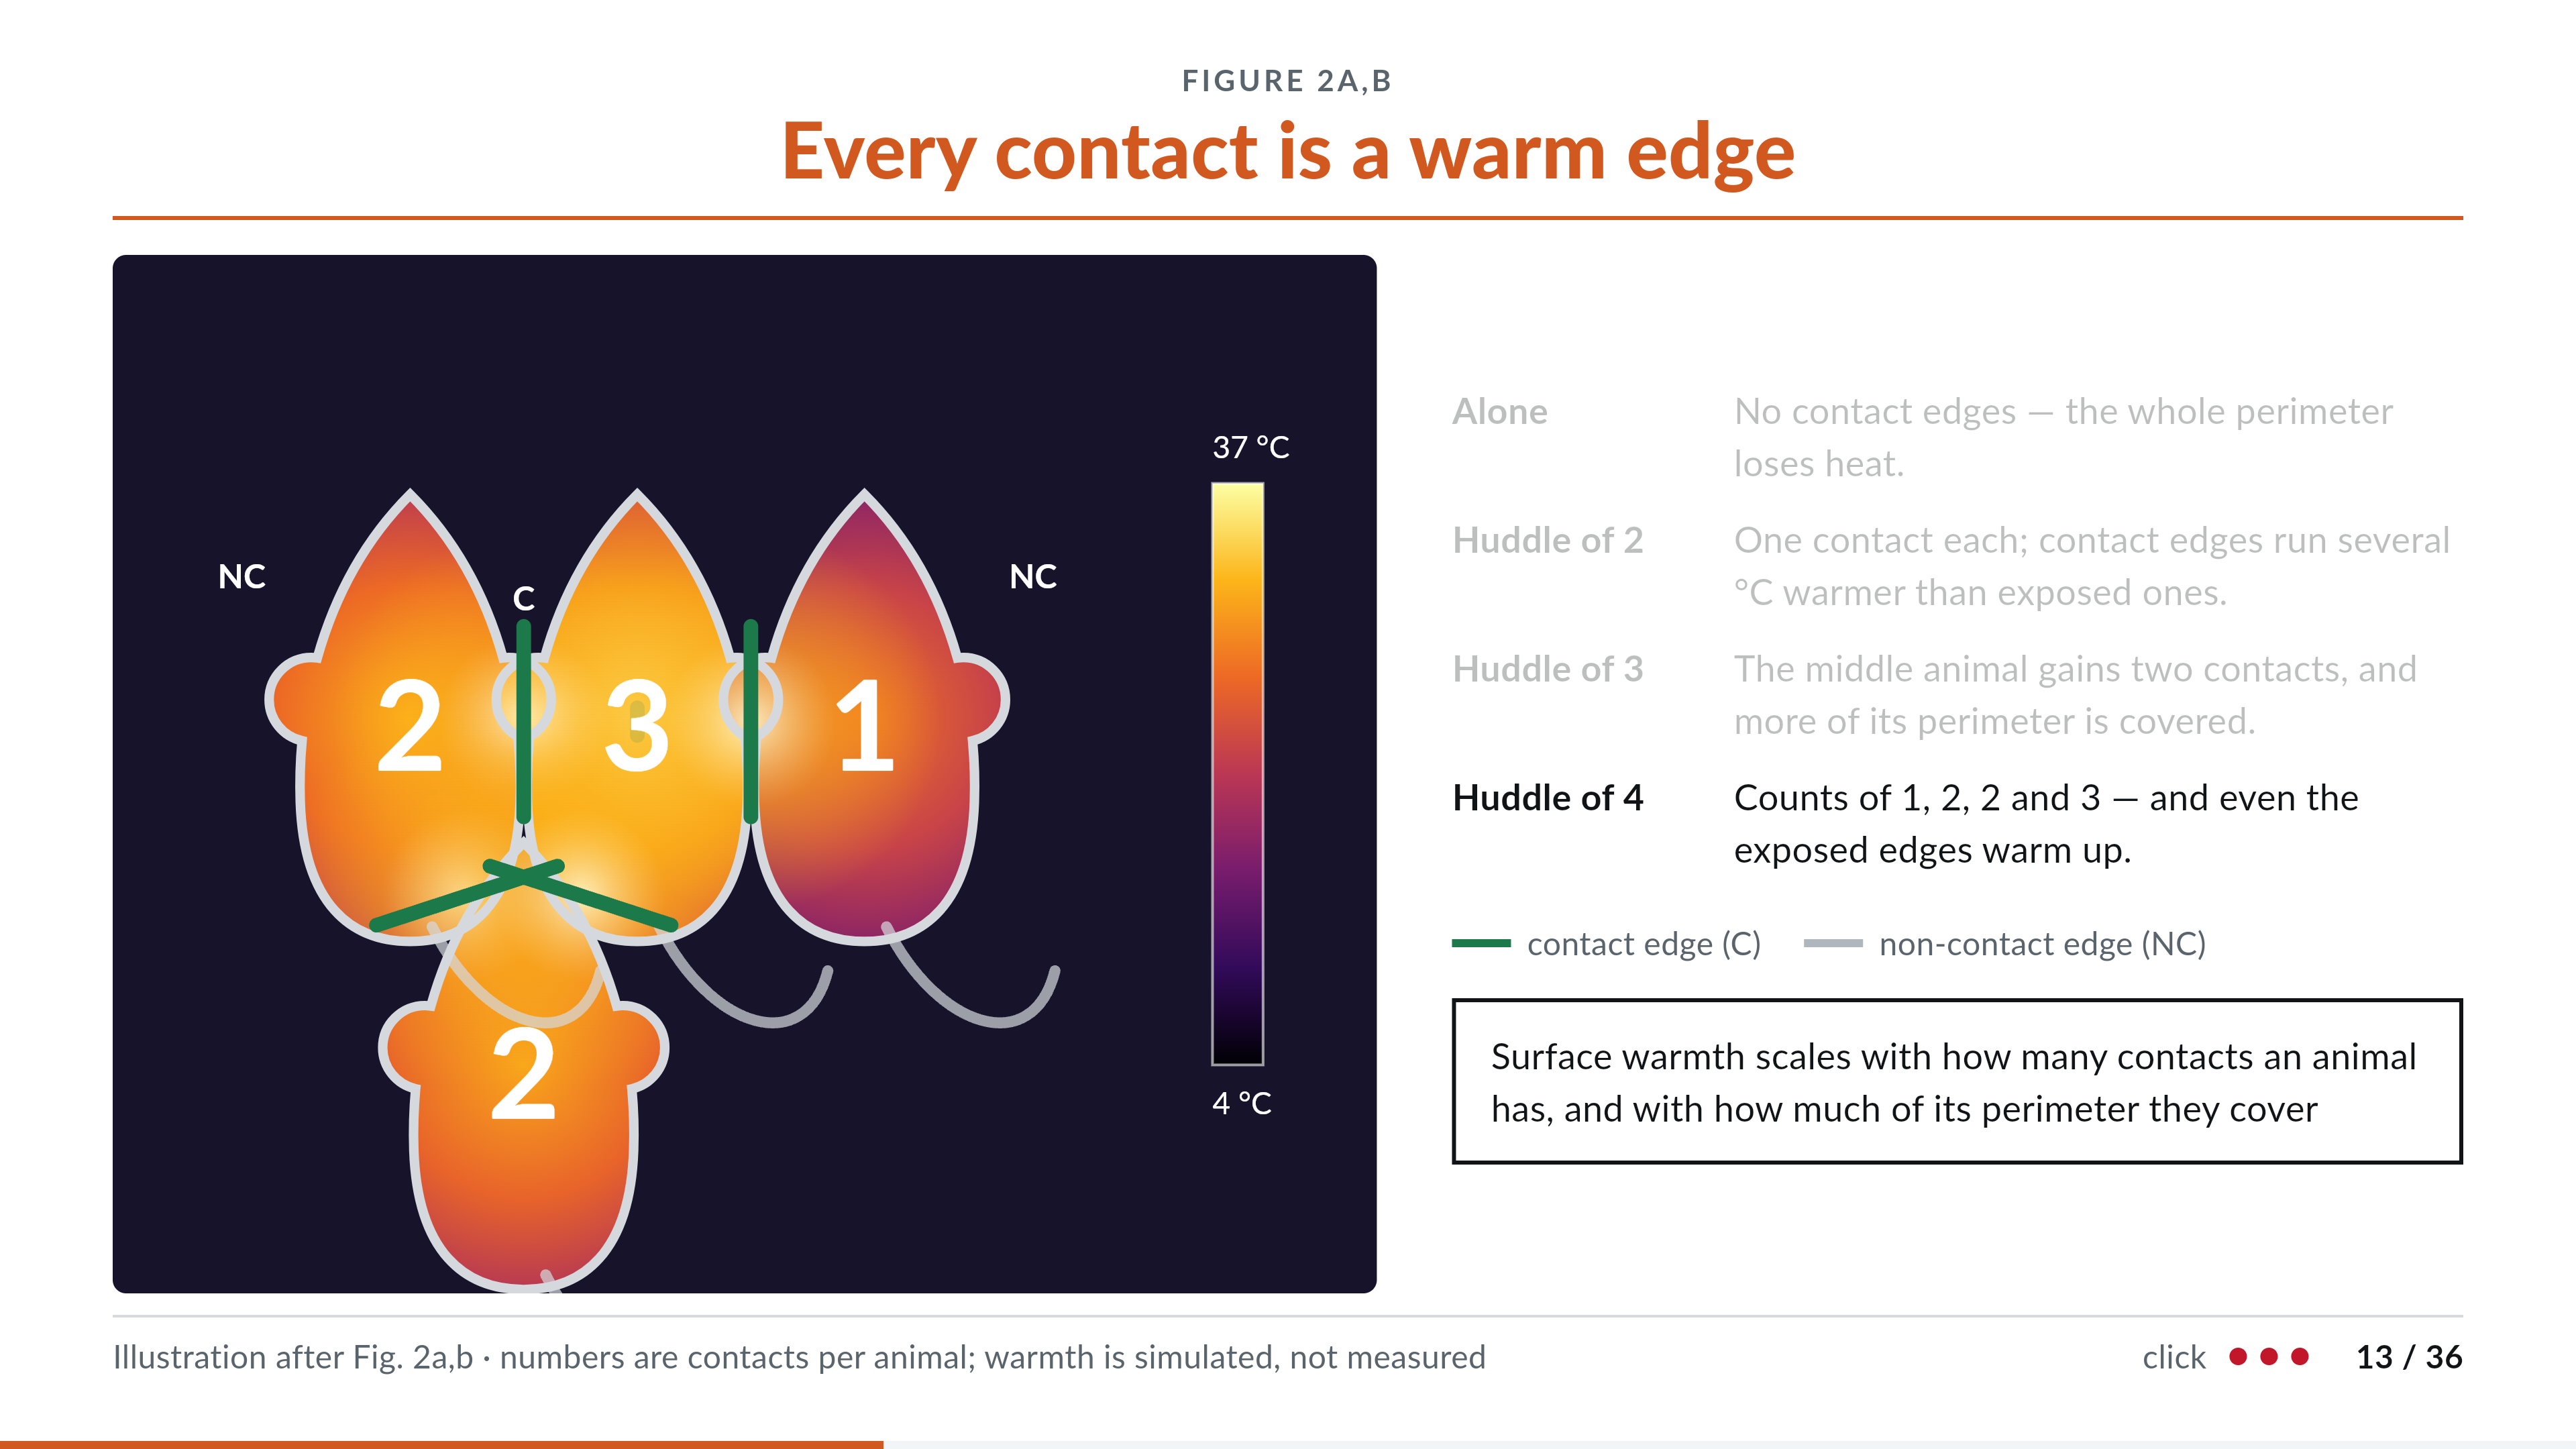 FIGURE 2A,B
Every contact is a warm edge
NC
C
NC
2
3
1
2
37 °C
4 °C
Alone
No contact edges — the whole perimeter
loses heat.
Huddle of 2
One contact each; contact edges run several
°C warmer than exposed ones.
Huddle of 3
The middle animal gains two contacts, and
more of its perimeter is covered.
Huddle of 4
Counts of 1, 2, 2 and 3 — and even the
exposed edges warm up.
contact edge (C)
non-contact edge (NC)
Surface warmth scales with how many contacts an animal
has, and with how much of its perimeter they cover
Illustration after Fig. 2a,b · numbers are contacts per animal; warmth is simulated, not measured
click
13 / 36